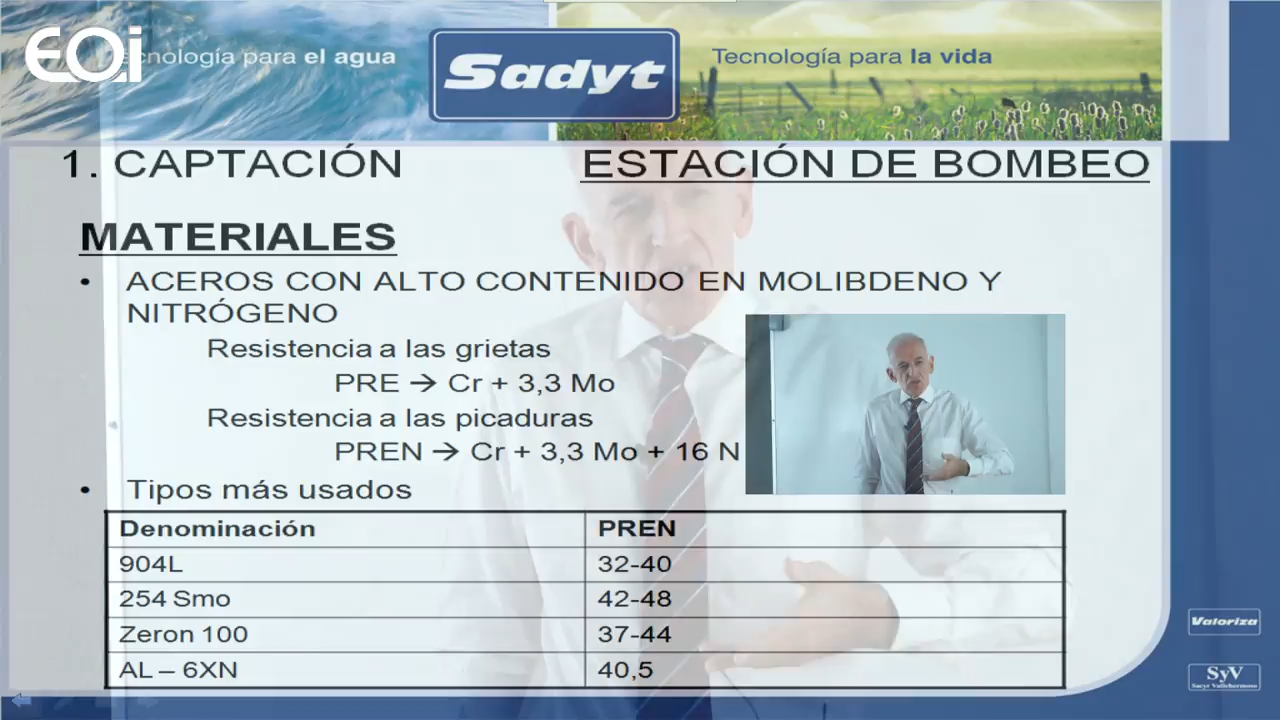 EOi
Tecnología para el agua
Sadyt
Tecnología para la vida
1. CAPTACIÓN
ESTACIÓN DE BOMBEO
MATERIALES
• ACEROS CON ALTO CONTENIDO EN MOLIBDENO Y
NITRÓGENO
Resistencia a las grietas
PRE → Cr + 3,3 Mo
Resistencia a las picaduras
PREN → Cr + 3,3 Mo + 16 N
• Tipos más usados
Denominación PREN
904L 32-40
254 Smo 42-48
Zeron 100 37-44
AL – 6XN 40,5
Valoriza
SyV
Sacyr Vallehermoso